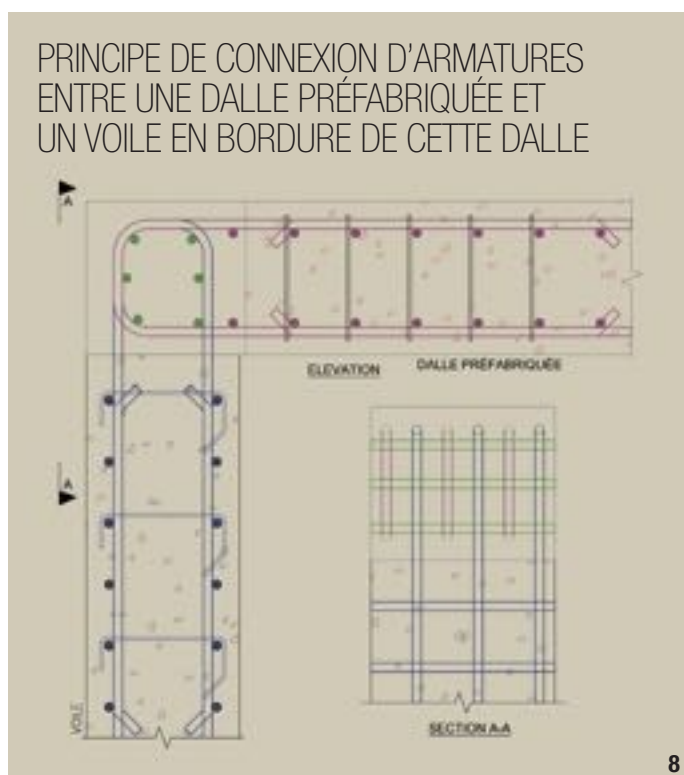 PRINCIPE DE CONNEXION D'ARMATURES
ENTRE UNE DALLE PRÉFABRIQUÉE ET
UN VOILE EN BORDURE DE CETTE DALLE
A
ELEVATION
DALLE PRÉFABRIQUÉE
A
VOILE
SECTION A-A
8